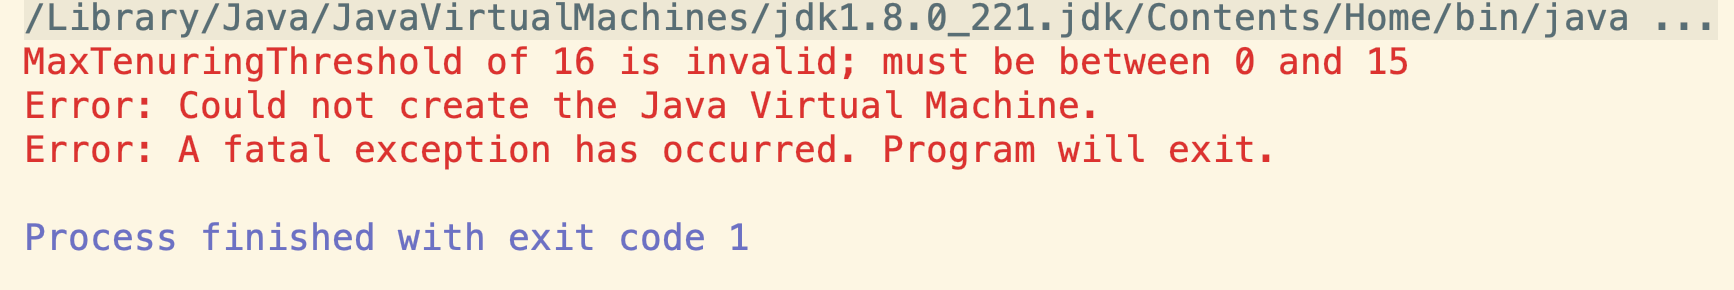 /Library/Java/JavaVirtualMachines/jdk1.8.0_221.jdk/Contents/Home/bin/java ...
MaxTenuringThreshold of 16 is invalid; must be between 0 and 15
Error: Could not create the Java Virtual Machine.
Error: A fatal exception has occurred. Program will exit.
Process finished with exit code 1